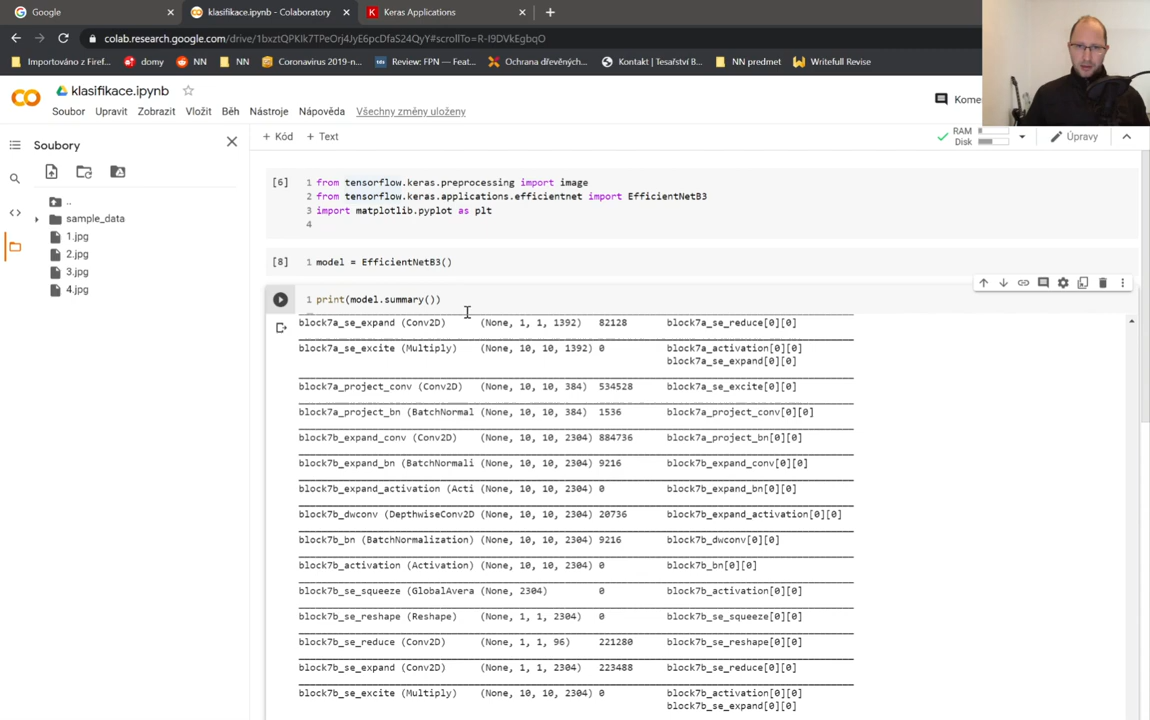 Google
klasifikace.ipynb - Colaboratory
Keras Applications
colab.research.google.com/drive/1bxztQPKIk7TPeOrj4JyE6pcDfaS24QyY#scrollTo=R-I9DVkEgbqO
Importováno z Firef... domy NN NN Coronavirus 2019-n... Review: FPN — Feat... Ochrana dřevěných... Kontakt | Tesařství B... NN predmet Writefull Revise
klasifikace.ipynb
Soubor Upravit Zobrazit Vložit Běh Nástroje Nápověda Všechny změny uloženy
Kome
+ Kód + Text
RAM
Disk
Úpravy
Soubory
..
sample_data
1.jpg
2.jpg
3.jpg
4.jpg
[6] 1 from tensorflow.keras.preprocessing import image
2 from tensorflow.keras.applications.efficientnet import EfficientNetB3
3 import matplotlib.pyplot as plt
4
[8] 1 model = EfficientNetB3()
1 print(model.summary())
block7a_se_expand (Conv2D) (None, 1, 1, 1392) 82128 block7a_se_reduce[0][0]
block7a_se_excite (Multiply) (None, 10, 10, 1392) 0 block7a_activation[0][0]
block7a_se_expand[0][0]
block7a_project_conv (Conv2D) (None, 10, 10, 384) 534528 block7a_se_excite[0][0]
block7a_project_bn (BatchNormal (None, 10, 10, 384) 1536 block7a_project_conv[0][0]
block7b_expand_conv (Conv2D) (None, 10, 10, 2304) 884736 block7a_project_bn[0][0]
block7b_expand_bn (BatchNormali (None, 10, 10, 2304) 9216 block7b_expand_conv[0][0]
block7b_expand_activation (Acti (None, 10, 10, 2304) 0 block7b_expand_bn[0][0]
block7b_dwconv (DepthwiseConv2D (None, 10, 10, 2304) 20736 block7b_expand_activation[0][0]
block7b_bn (BatchNormalization) (None, 10, 10, 2304) 9216 block7b_dwconv[0][0]
block7b_activation (Activation) (None, 10, 10, 2304) 0 block7b_bn[0][0]
block7b_se_squeeze (GlobalAvera (None, 2304) 0 block7b_activation[0][0]
block7b_se_reshape (Reshape) (None, 1, 1, 2304) 0 block7b_se_squeeze[0][0]
block7b_se_reduce (Conv2D) (None, 1, 1, 96) 221280 block7b_se_reshape[0][0]
block7b_se_expand (Conv2D) (None, 1, 1, 2304) 223488 block7b_se_reduce[0][0]
block7b_se_excite (Multiply) (None, 10, 10, 2304) 0 block7b_activation[0][0]
block7b_se_expand[0][0]